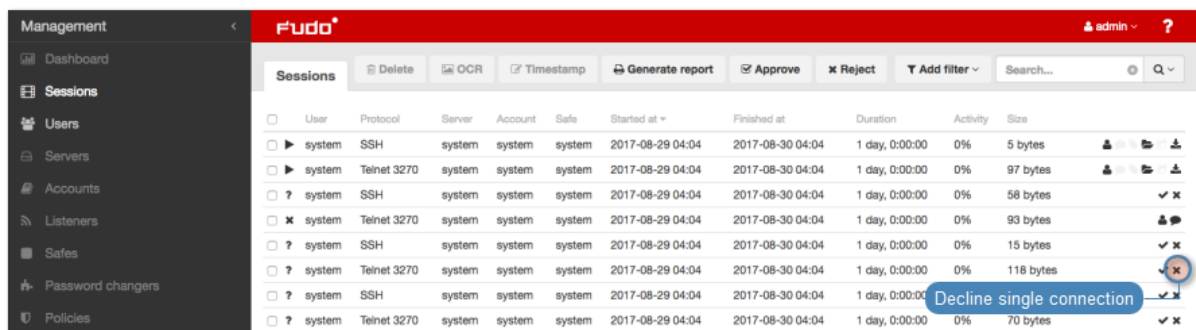 Management
FUDO
admin
?
Dashboard
Sessions
Users
Servers
Accounts
Listeners
Safes
Password changers
Policies
Sessions Delete OCR Timestamp Generate report Approve Reject Add filter Search...
User Protocol Server Account Safe Started at Finished at Duration Activity Size
system SSH system system system 2017-08-29 04:04 2017-08-30 04:04 1 day, 0:00:00 0% 5 bytes
system Telnet 3270 system system system 2017-08-29 04:04 2017-08-30 04:04 1 day, 0:00:00 0% 97 bytes
? system SSH system system system 2017-08-29 04:04 2017-08-30 04:04 1 day, 0:00:00 0% 58 bytes
system Telnet 3270 system system system 2017-08-29 04:04 2017-08-30 04:04 1 day, 0:00:00 0% 93 bytes
? system SSH system system system 2017-08-29 04:04 2017-08-30 04:04 1 day, 0:00:00 0% 15 bytes
? system Telnet 3270 system system system 2017-08-29 04:04 2017-08-30 04:04 1 day, 0:00:00 0% 118 bytes
? system SSH system system system 2017-08-29 04:04 2017-08-30 04:04 1 day, 0:00:00
Decline single connection
? system Telnet 3270 system system system 2017-08-29 04:04 2017-08-30 04:04 1 day, 0:00:00 0% 70 bytes